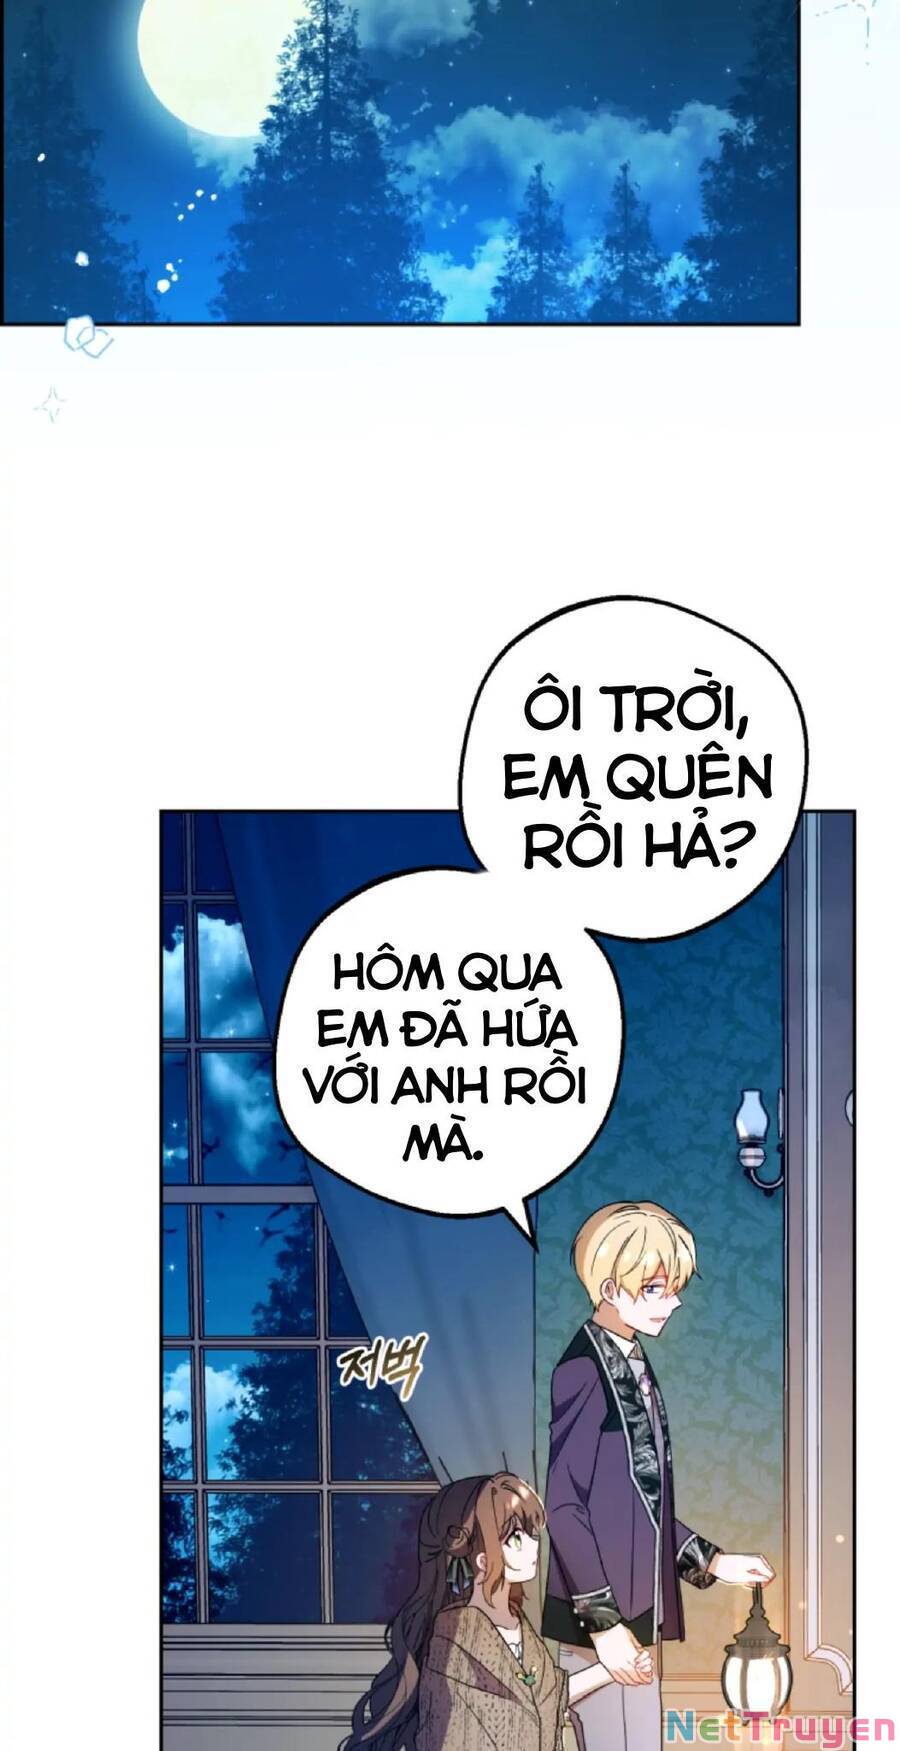 ÔI TRỜI,
EM QUÊN
RỒI HẢ?
HÔM QUA
EM ĐÃ HỨA
VỚI ANH RỒI
MÀ.
저벅
NetTruyen